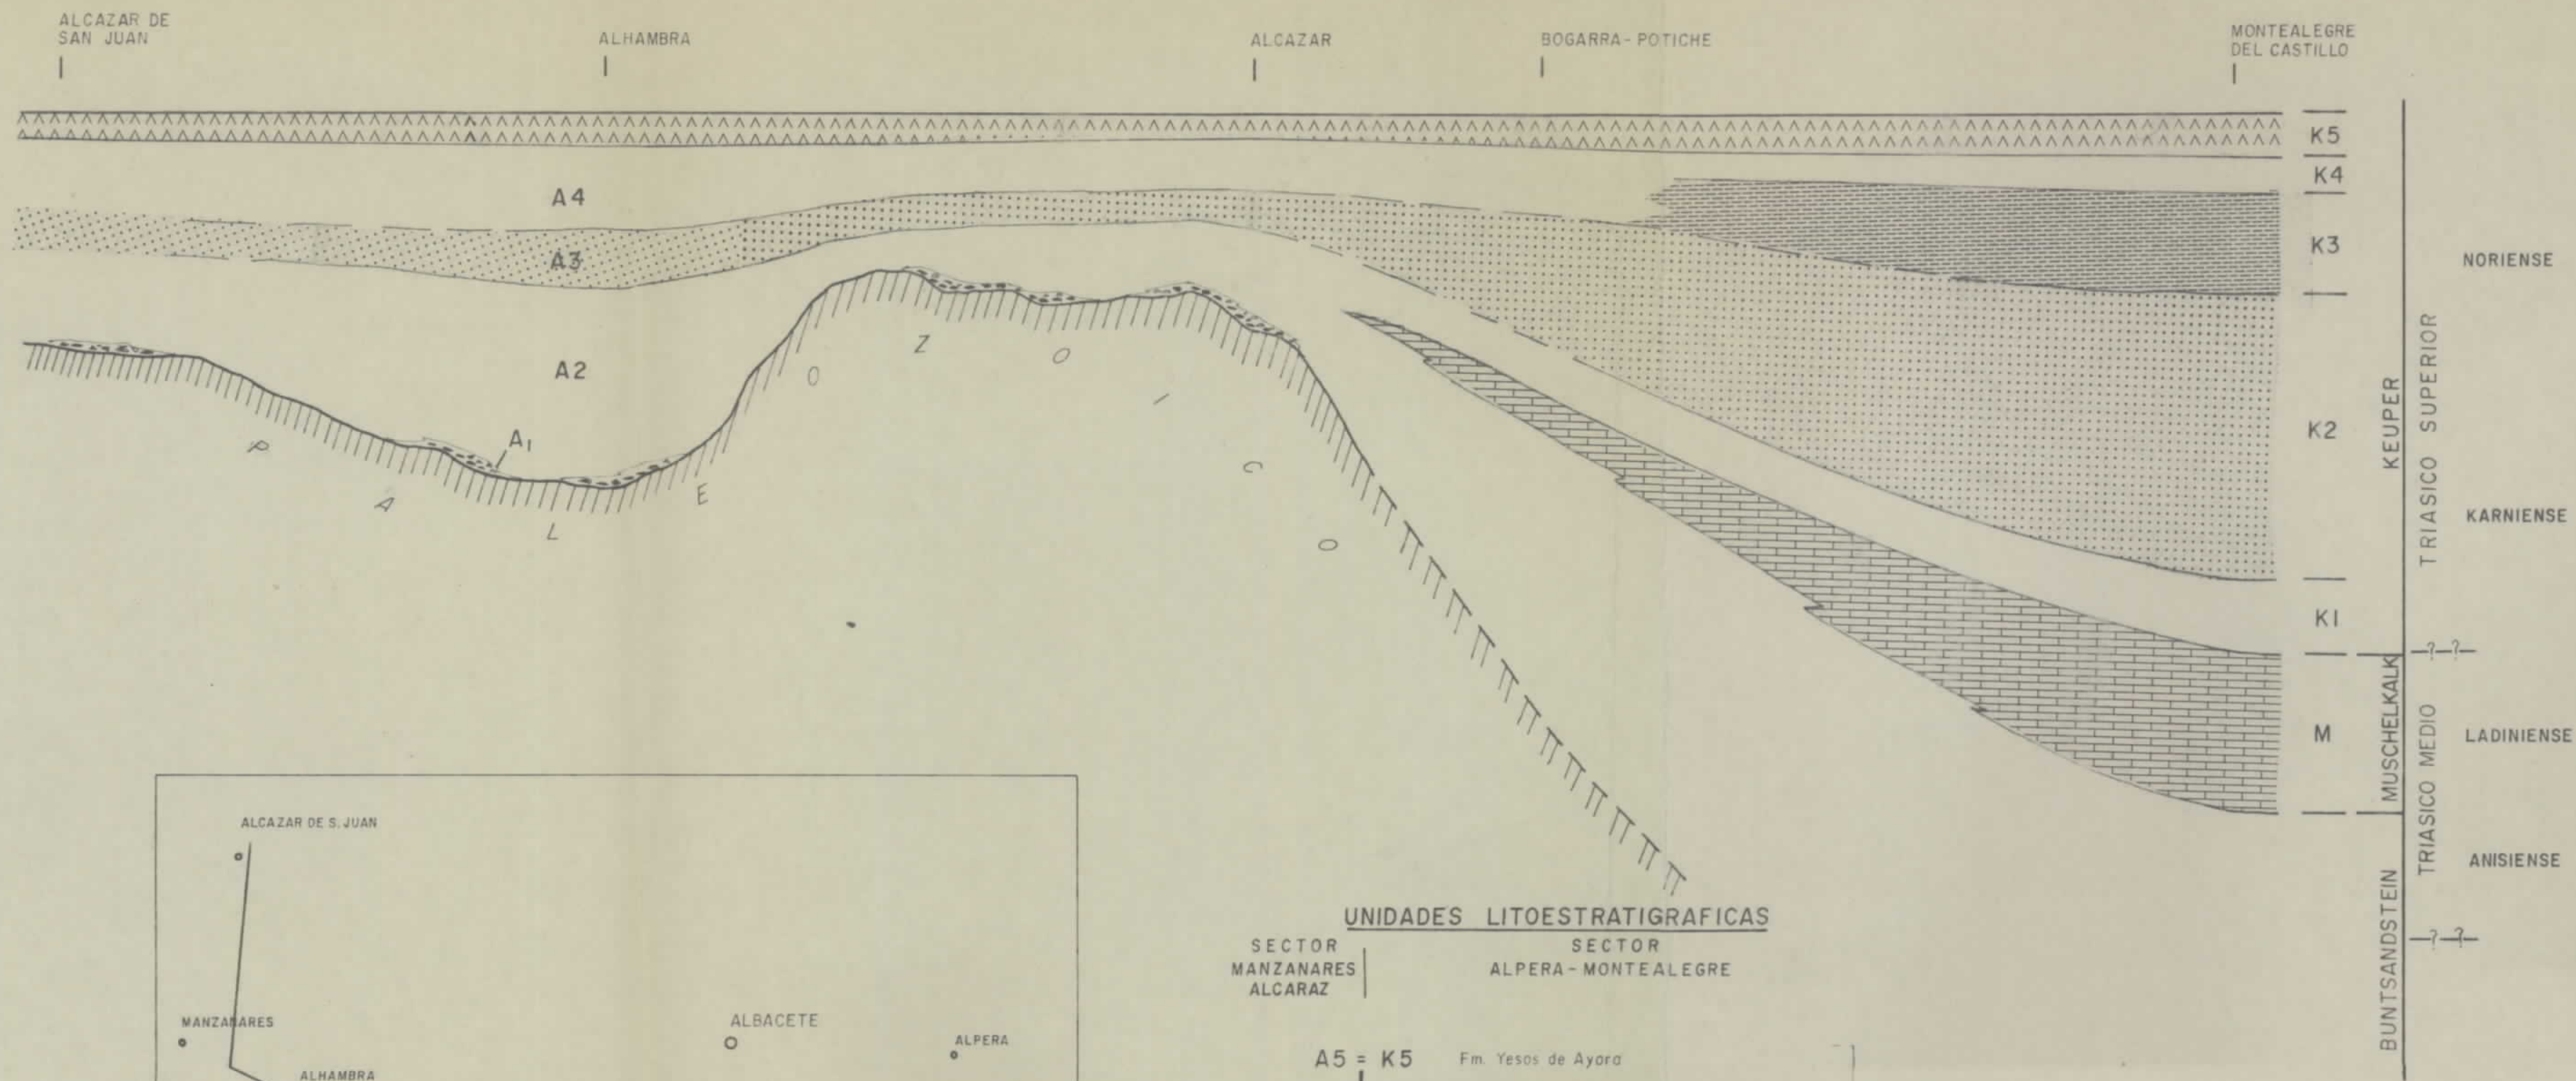 ALCAZAR DE
SAN JUAN
ALHAMBRA
ALCAZAR
BOGARRA-POTICHE
MONTEALEGRE
DEL CASTILLO
K5
K4
K3
K2
K1
M
A4
A3
A2
A1
P A L E O Z O I C O
KEUPER
MUSCHELKALK
BUNTSANDSTEIN
TRIASICO SUPERIOR
TRIASICO MEDIO
NORIENSE
KARNIENSE
—?—?—
LADINIENSE
ANISIENSE
—?—?—
ALCAZAR DE S. JUAN
MANZANARES
ALBACETE
ALPERA
ALHAMBRA
UNIDADES LITOESTRATIGRAFICAS
SECTOR
MANZANARES
ALCARAZ
SECTOR
ALPERA-MONTEALEGRE
A5 = K5 Fm. Yesos de Ayora